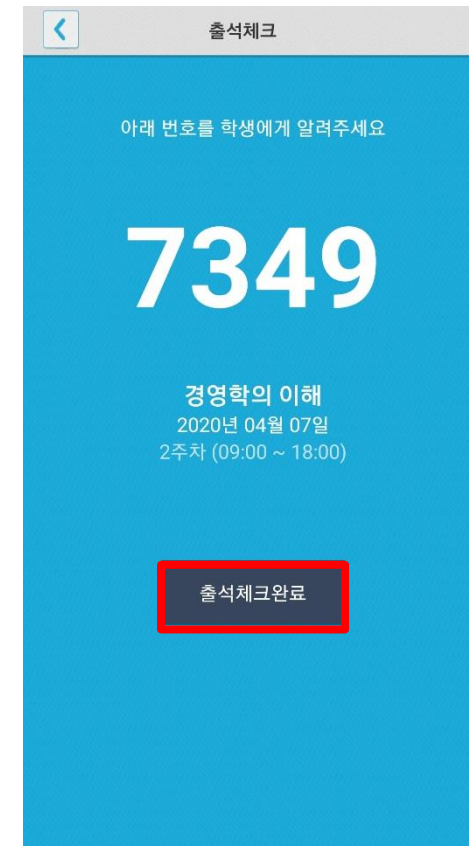 출석체크
아래 번호를 학생에게 알려주세요
7349
경영학의 이해
2020년 04월 07일
2주차 (09:00 ~ 18:00)
출석체크완료